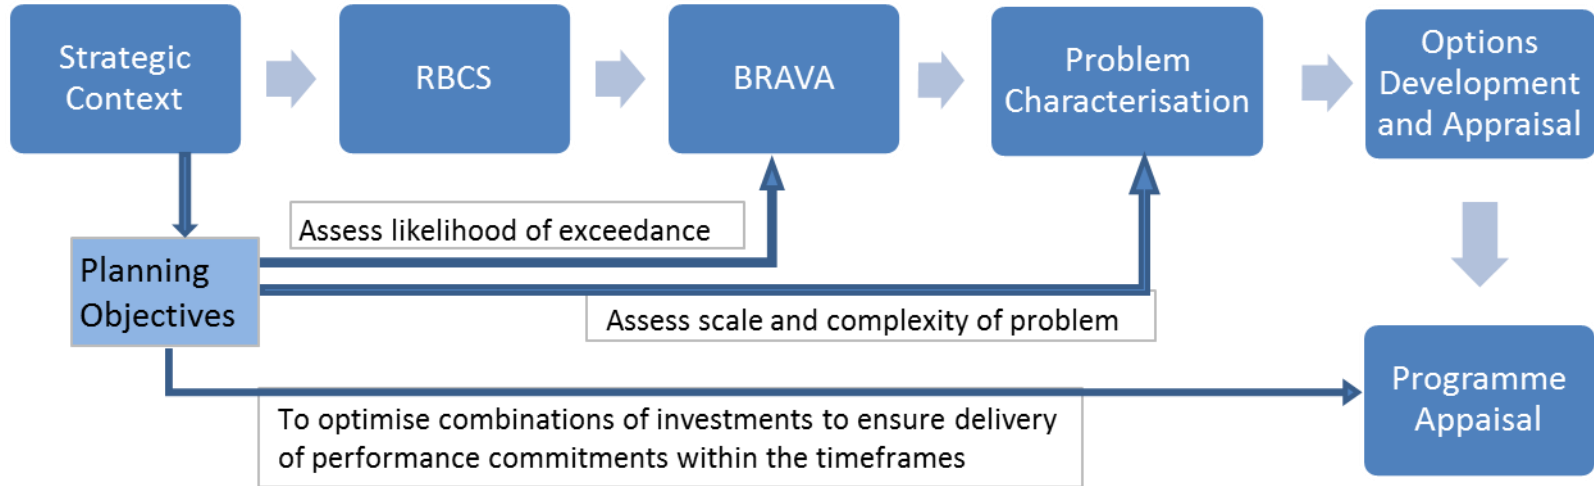 Strategic
Context
RBCS
BRAVA
Problem
Characterisation
Options
Development
and Appraisal
Assess likelihood of exceedance
Planning
Objectives
Assess scale and complexity of problem
To optimise combinations of investments to ensure delivery
of performance commitments within the timeframes
Programme
Appaisal